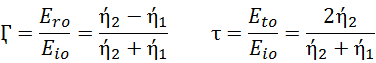 Ӷ = E_ro / E_io = (ή₂ − ή₁) / (ή₂ + ή₁)  τ = E_to / E_io = 2ή₂ / (ή₂ + ή₁)